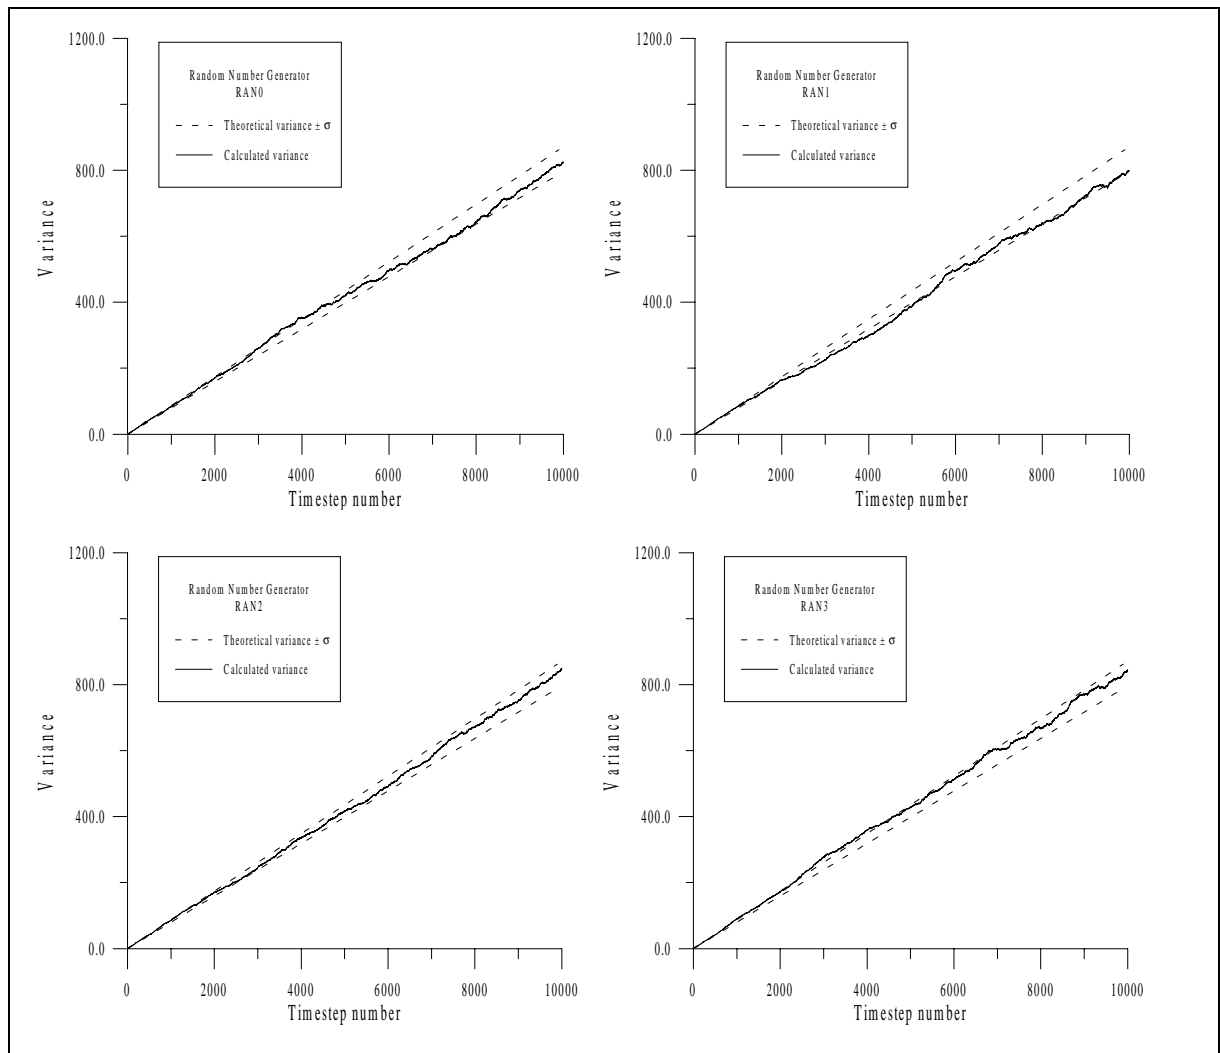 1200.0
800.0
400.0
0.0
Variance
Random Number Generator
RAN0
Theoretical variance ± σ
Calculated variance
0 2000 4000 6000 8000 10000
Timestep number
1200.0
800.0
400.0
0.0
Variance
Random Number Generator
RAN1
Theoretical variance ± σ
Calculated variance
0 2000 4000 6000 8000 10000
Timestep number
1200.0
800.0
400.0
0.0
Variance
Random Number Generator
RAN2
Theoretical variance ± σ
Calculated variance
0 2000 4000 6000 8000 10000
Timestep number
1200.0
800.0
400.0
0.0
Variance
Random Number Generator
RAN3
Theoretical variance ± σ
Calculated variance
0 2000 4000 6000 8000 10000
Timestep number